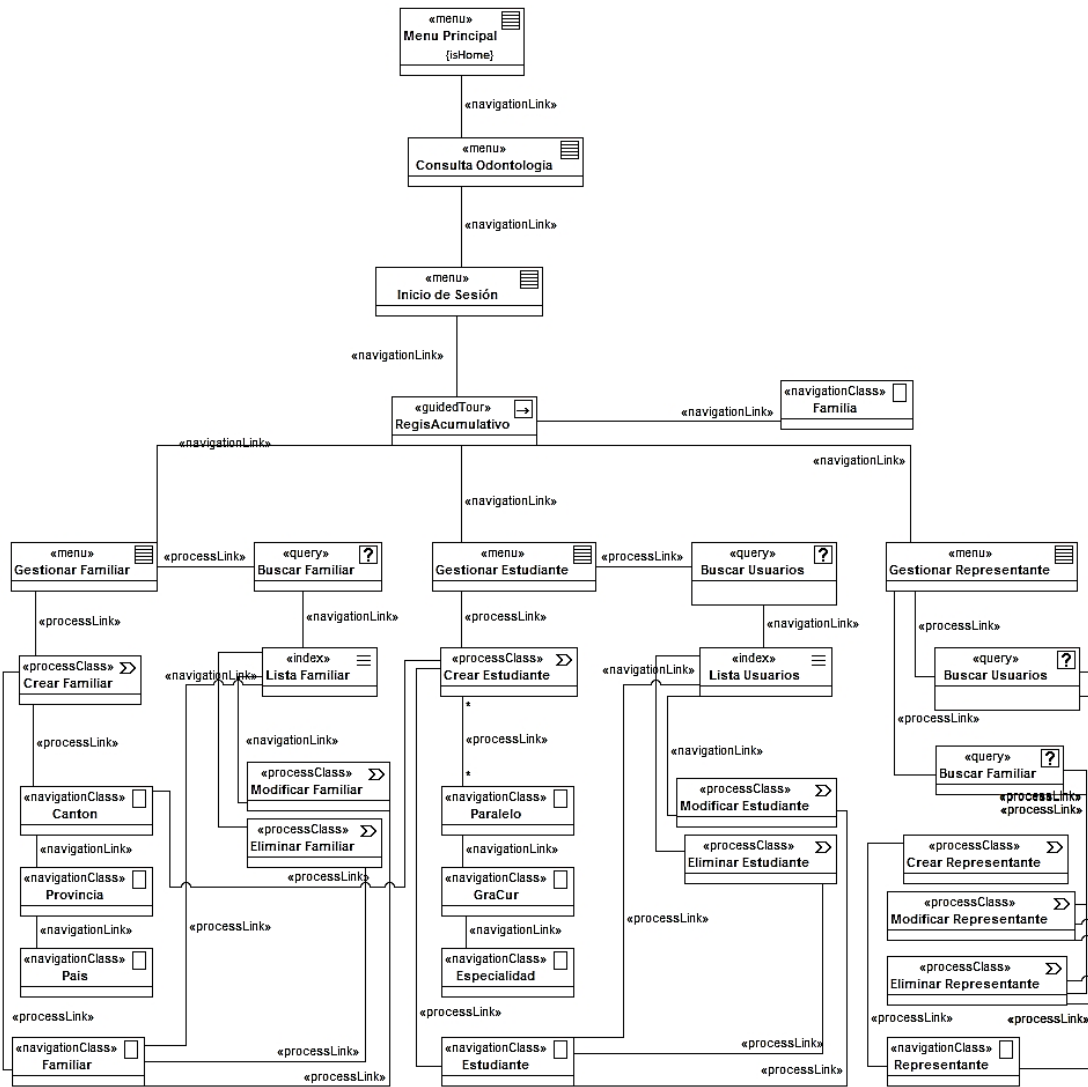 «menu»
Menu Principal
{isHome}
«navigationLink»
«menu»
Consulta Odontologia
«navigationLink»
«menu»
Inicio de Sesión
«navigationLink»
«guidedTour»
RegisAcumulativo
«navigationLink»
«navigationClass»
Familia
«navigationLink»
«navigationLink»
«navigationLink»
«menu»
Gestionar Familiar
«processLink»
«query»
Buscar Familiar
«menu»
Gestionar Estudiante
«processLink»
«query»
Buscar Usuarios
«menu»
Gestionar Representante
«processLink»
«navigationLink»
«processLink»
«navigationLink»
«processLink»
«processClass»
Crear Familiar
«navigationLink»
«index»
Lista Familiar
«processClass»
Crear Estudiante
«navigationLink»
«index»
Lista Usuarios
«query»
Buscar Usuarios
*
«processLink»
«navigationLink»
«processLink»
«navigationLink»
«processLink»
*
«processClass»
Modificar Familiar
«query»
Buscar Familiar
«processLink»
«processLink»
«navigationClass»
Canton
«navigationClass»
Paralelo
«processClass»
Modificar Estudiante
«processClass»
Eliminar Familiar
«navigationLink»
«navigationLink»
«processClass»
Eliminar Estudiante
«processClass»
Crear Representante
«processLink»
«navigationClass»
Provincia
«navigationClass»
GraCur
«processClass»
Modificar Representante
«navigationLink»
«processLink»
«navigationLink»
«processLink»
«navigationClass»
Pais
«navigationClass»
Especialidad
«processClass»
Eliminar Representante
«processLink»
«processLink»
«processLink»
«processLink»
«navigationClass»
Familiar
«processLink»
«processLink»
«navigationClass»
Estudiante
«processLink»
«processLink»
«navigationClass»
Representante